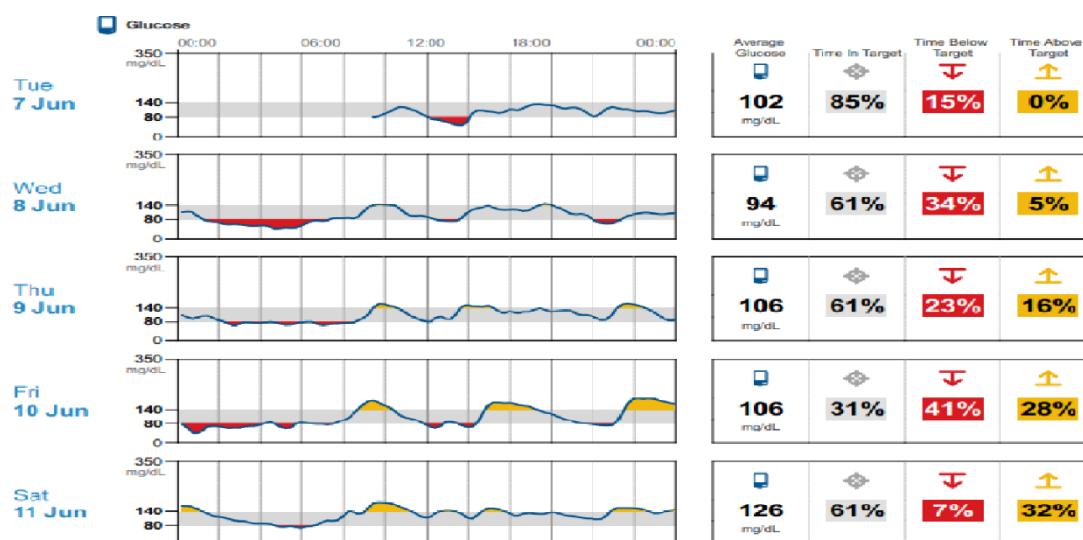 Glucose
00:00 06:00 12:00 18:00 00:00
Average Glucose Time In Target Time Below Target Time Above Target
Tue
7 Jun
350
mg/dL
140
80
0
102
mg/dL
85%
15%
0%
Wed
8 Jun
350
mg/dL
140
80
0
94
mg/dL
61%
34%
5%
Thu
9 Jun
350
mg/dL
140
80
0
106
mg/dL
61%
23%
16%
Fri
10 Jun
350
mg/dL
140
80
0
106
mg/dL
31%
41%
28%
Sat
11 Jun
350
mg/dL
140
80
126
mg/dL
61%
7%
32%